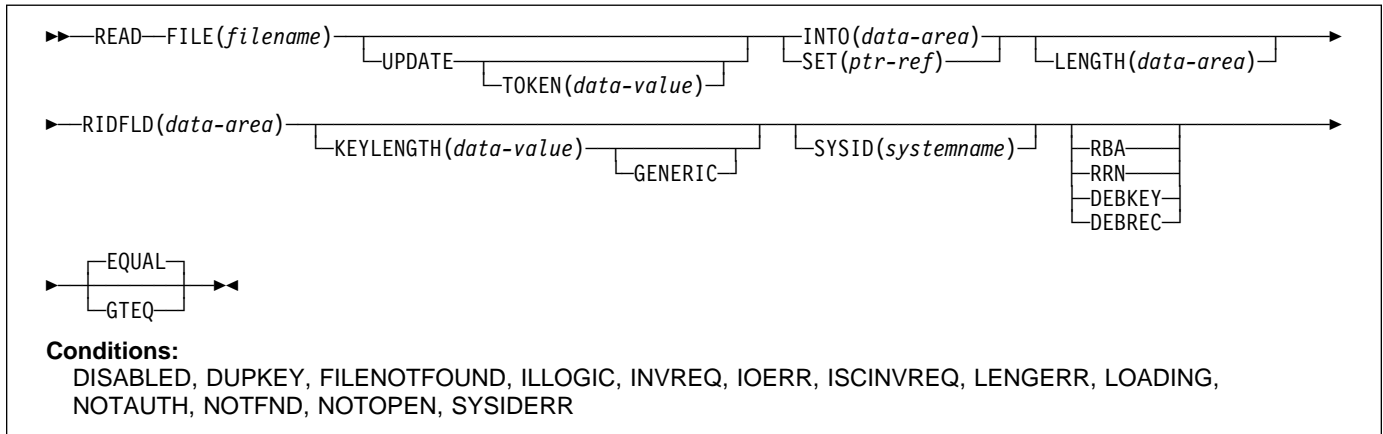 READ FILE(filename) INTO(data-area)
UPDATE SET(ptr-ref) LENGTH(data-area)
TOKEN(data-value)
RIDFLD(data-area)
KEYLENGTH(data-value) SYSID(systemname) RBA
GENERIC RRN
DEBKEY
DEBREC
EQUAL
GTEQ
Conditions:
DISABLED, DUPKEY, FILENOTFOUND, ILLOGIC, INVREQ, IOERR, ISCINVREQ, LENGERR, LOADING,
NOTAUTH, NOTFND, NOTOPEN, SYSIDERR